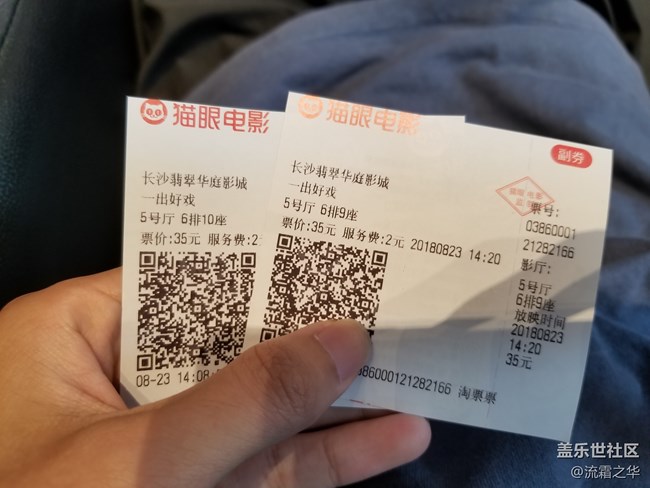 猫眼电影
长沙翡翠华庭影城
一出好戏
5号厅 6排10座
票价:35元 服务费:2
08-23 14:08
猫眼电影
长沙翡翠华庭影城
一出好戏
5号厅 6排9座
票价:35元 服务费:2元 20180823 14:20
86000121282166 淘票票
副券
猫眼 电影
票号:
03860001
21282166
影厅:
5号厅
6排9座
放映时间
20180823
14:20
35元
盖乐世社区
@流霜之华